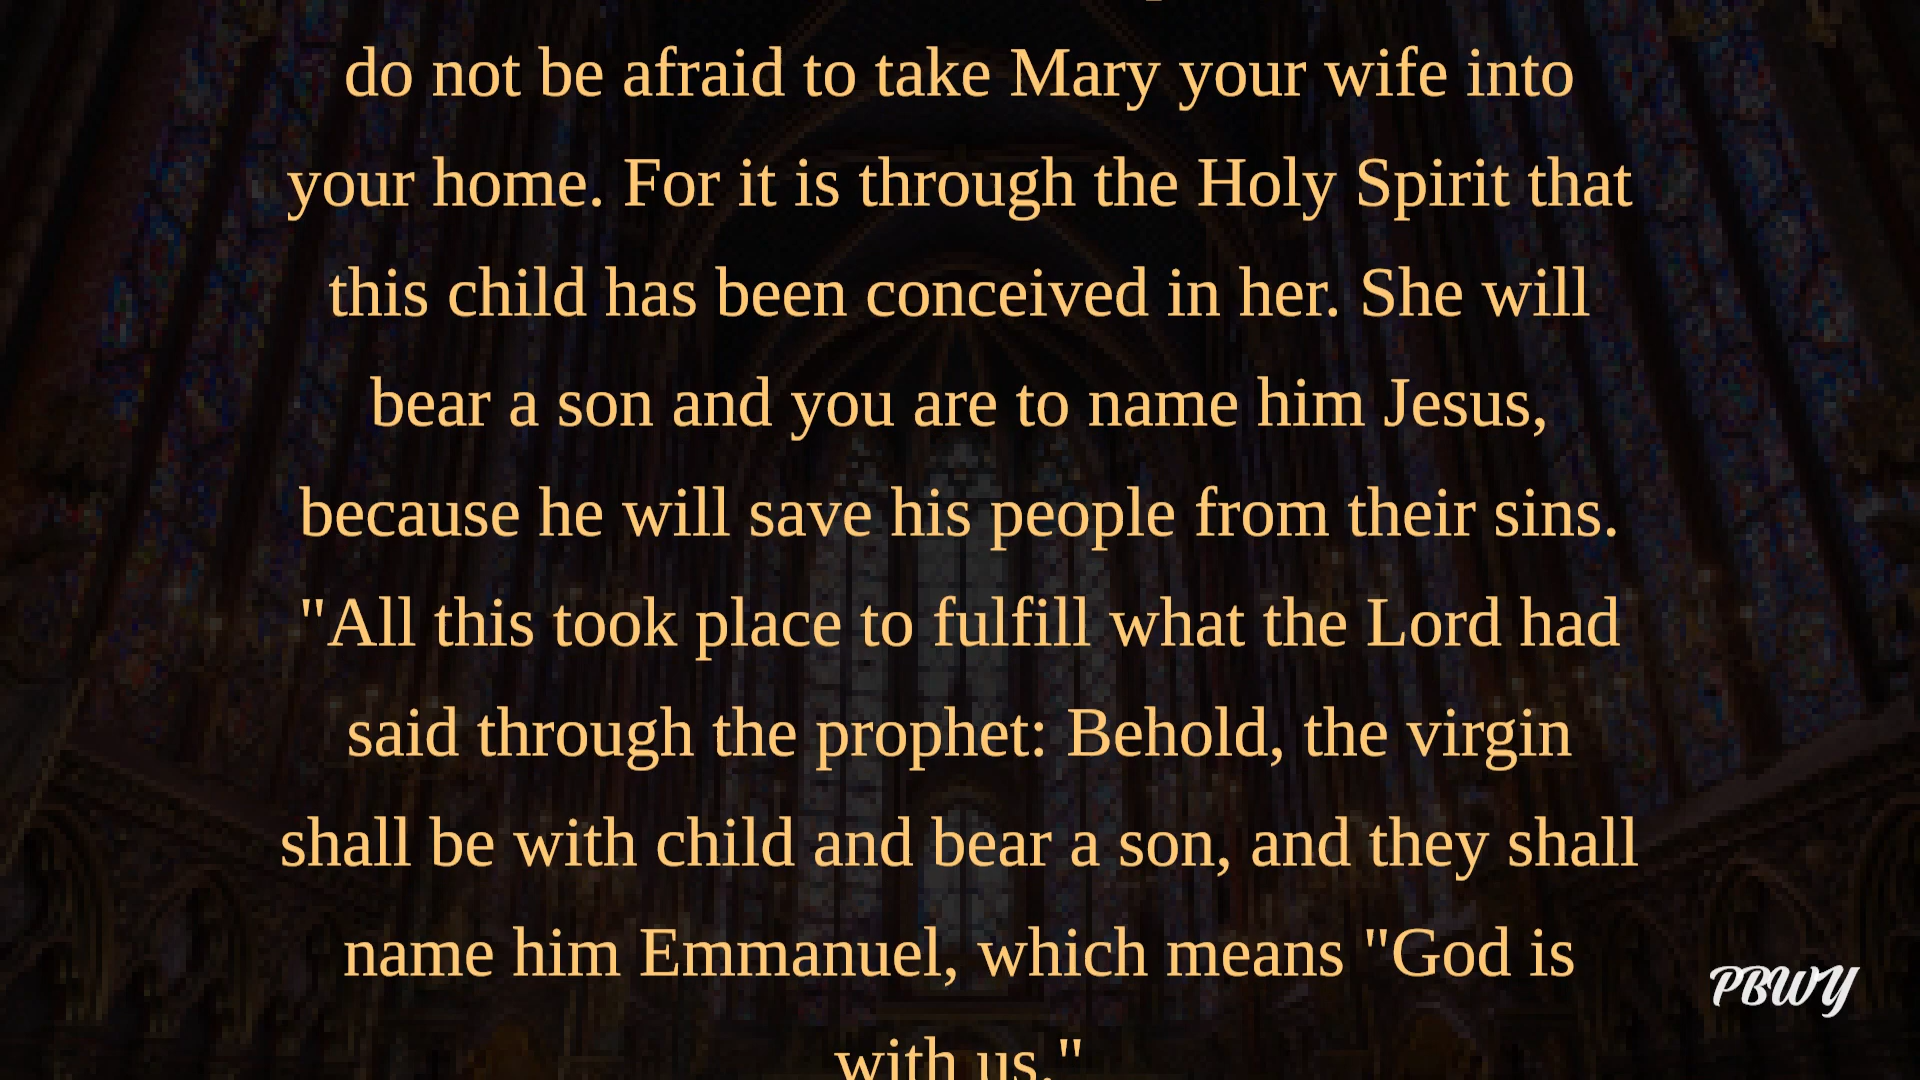 do not be afraid to take Mary your wife into
your home. For it is through the Holy Spirit that
this child has been conceived in her. She will
bear a son and you are to name him Jesus,
because he will save his people from their sins.
"All this took place to fulfill what the Lord had
said through the prophet: Behold, the virgin
shall be with child and bear a son, and they shall
name him Emmanuel, which means "God is
with us."
PBWY